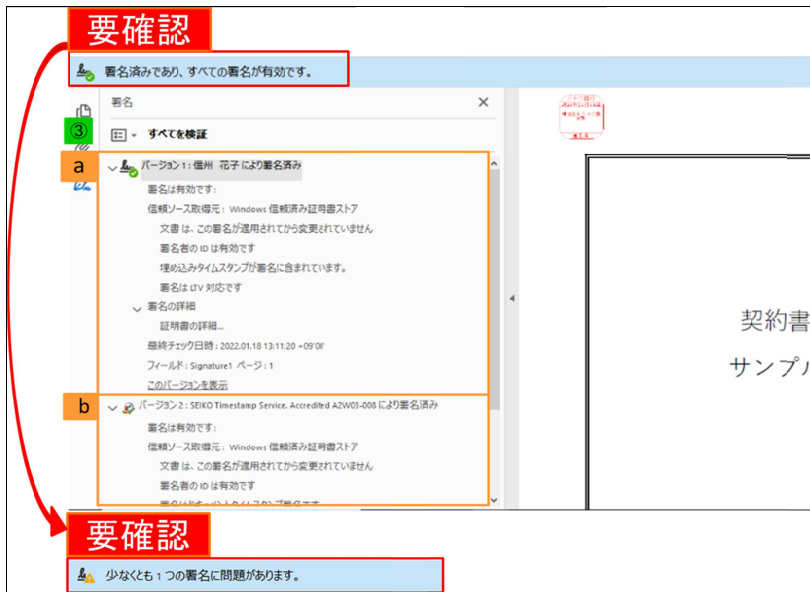 要確認
署名済みであり、すべての署名が有効です。
署名
③
すべてを検証
a
バージョン 1 : 信州 花子 により署名済み
署名は有効です:
信頼ソース取得元 : Windows 信頼済み証明書ストア
文書 は、この署名が適用されてから変更されていません
署名者の ID は有効です
埋め込みタイムスタンプが署名に含まれています。
署名は LTV 対応です
署名の詳細
証明書の詳細...
最終チェック日時 : 2022.01.18 13:11:20 +09'00'
フィールド : Signature1 ページ : 1
このバージョンを表示
b
バージョン 2 : SEIKO Timestamp Service. Accredited A2W03-008 により署名済み
署名は有効です:
信頼ソース取得元 : Windows 信頼済み証明書ストア
文書 は、この署名が適用されてから変更されていません
署名者の ID は有効です
契約書
サンプル
要確認
少なくとも 1 つの署名に問題があります。